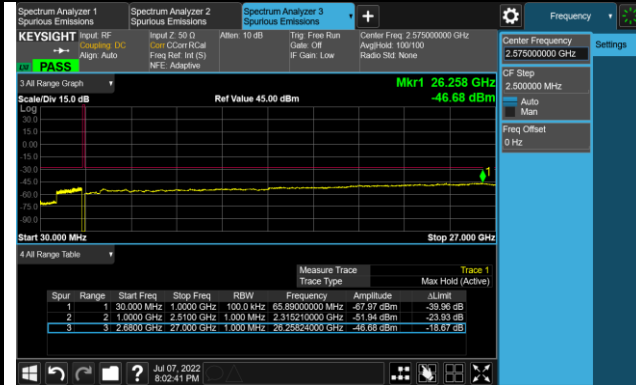 Spectrum Analyzer 1
Spurious Emissions
Spectrum Analyzer 2
Spurious Emissions
Spectrum Analyzer 3
Spurious Emissions
Frequency
KEYSIGHT
Input: RF
Coupling: DC
Align: Auto
Input Z: 50 Ω
Corr CCorr RCal
Freq Ref: Int (S)
NFE: Adaptive
Atten: 10 dB
Trig: Free Run
Gate: Off
IF Gain: Low
Center Freq: 2.575000000 GHz
Avg|Hold: 100/100
Radio Std: None
DF PASS
Center Frequency
2.575000000 GHz
Settings
CF Step
2.500000 MHz
Auto
Man
Freq Offset
0 Hz
3 All Range Graph
Mkr1 26.258 GHz
Scale/Div 15.0 dB
Ref Value 45.00 dBm
-46.68 dBm
Log
30.0
15.0
0.00
-15.0
-30.0
-45.0
-60.0
-75.0
-90.0
1
Start 30.000 MHz
Stop 27.000 GHz
4 All Range Table
Measure Trace Trace 1
Trace Type Max Hold (Active)
Spur Range Start Freq Stop Freq RBW Frequency Amplitude ΔLimit
1 1 30.000 MHz 1.0000 GHz 100.0 kHz 65.89000000 MHz -67.97 dBm -39.96 dB
2 2 1.0000 GHz 2.5100 GHz 1.000 MHz 2.315210000 GHz -51.94 dBm -23.93 dB
3 3 2.6800 GHz 27.000 GHz 1.000 MHz 26.25824000 GHz -46.68 dBm -18.67 dB
?
Jul 07, 2022
8:02:41 PM